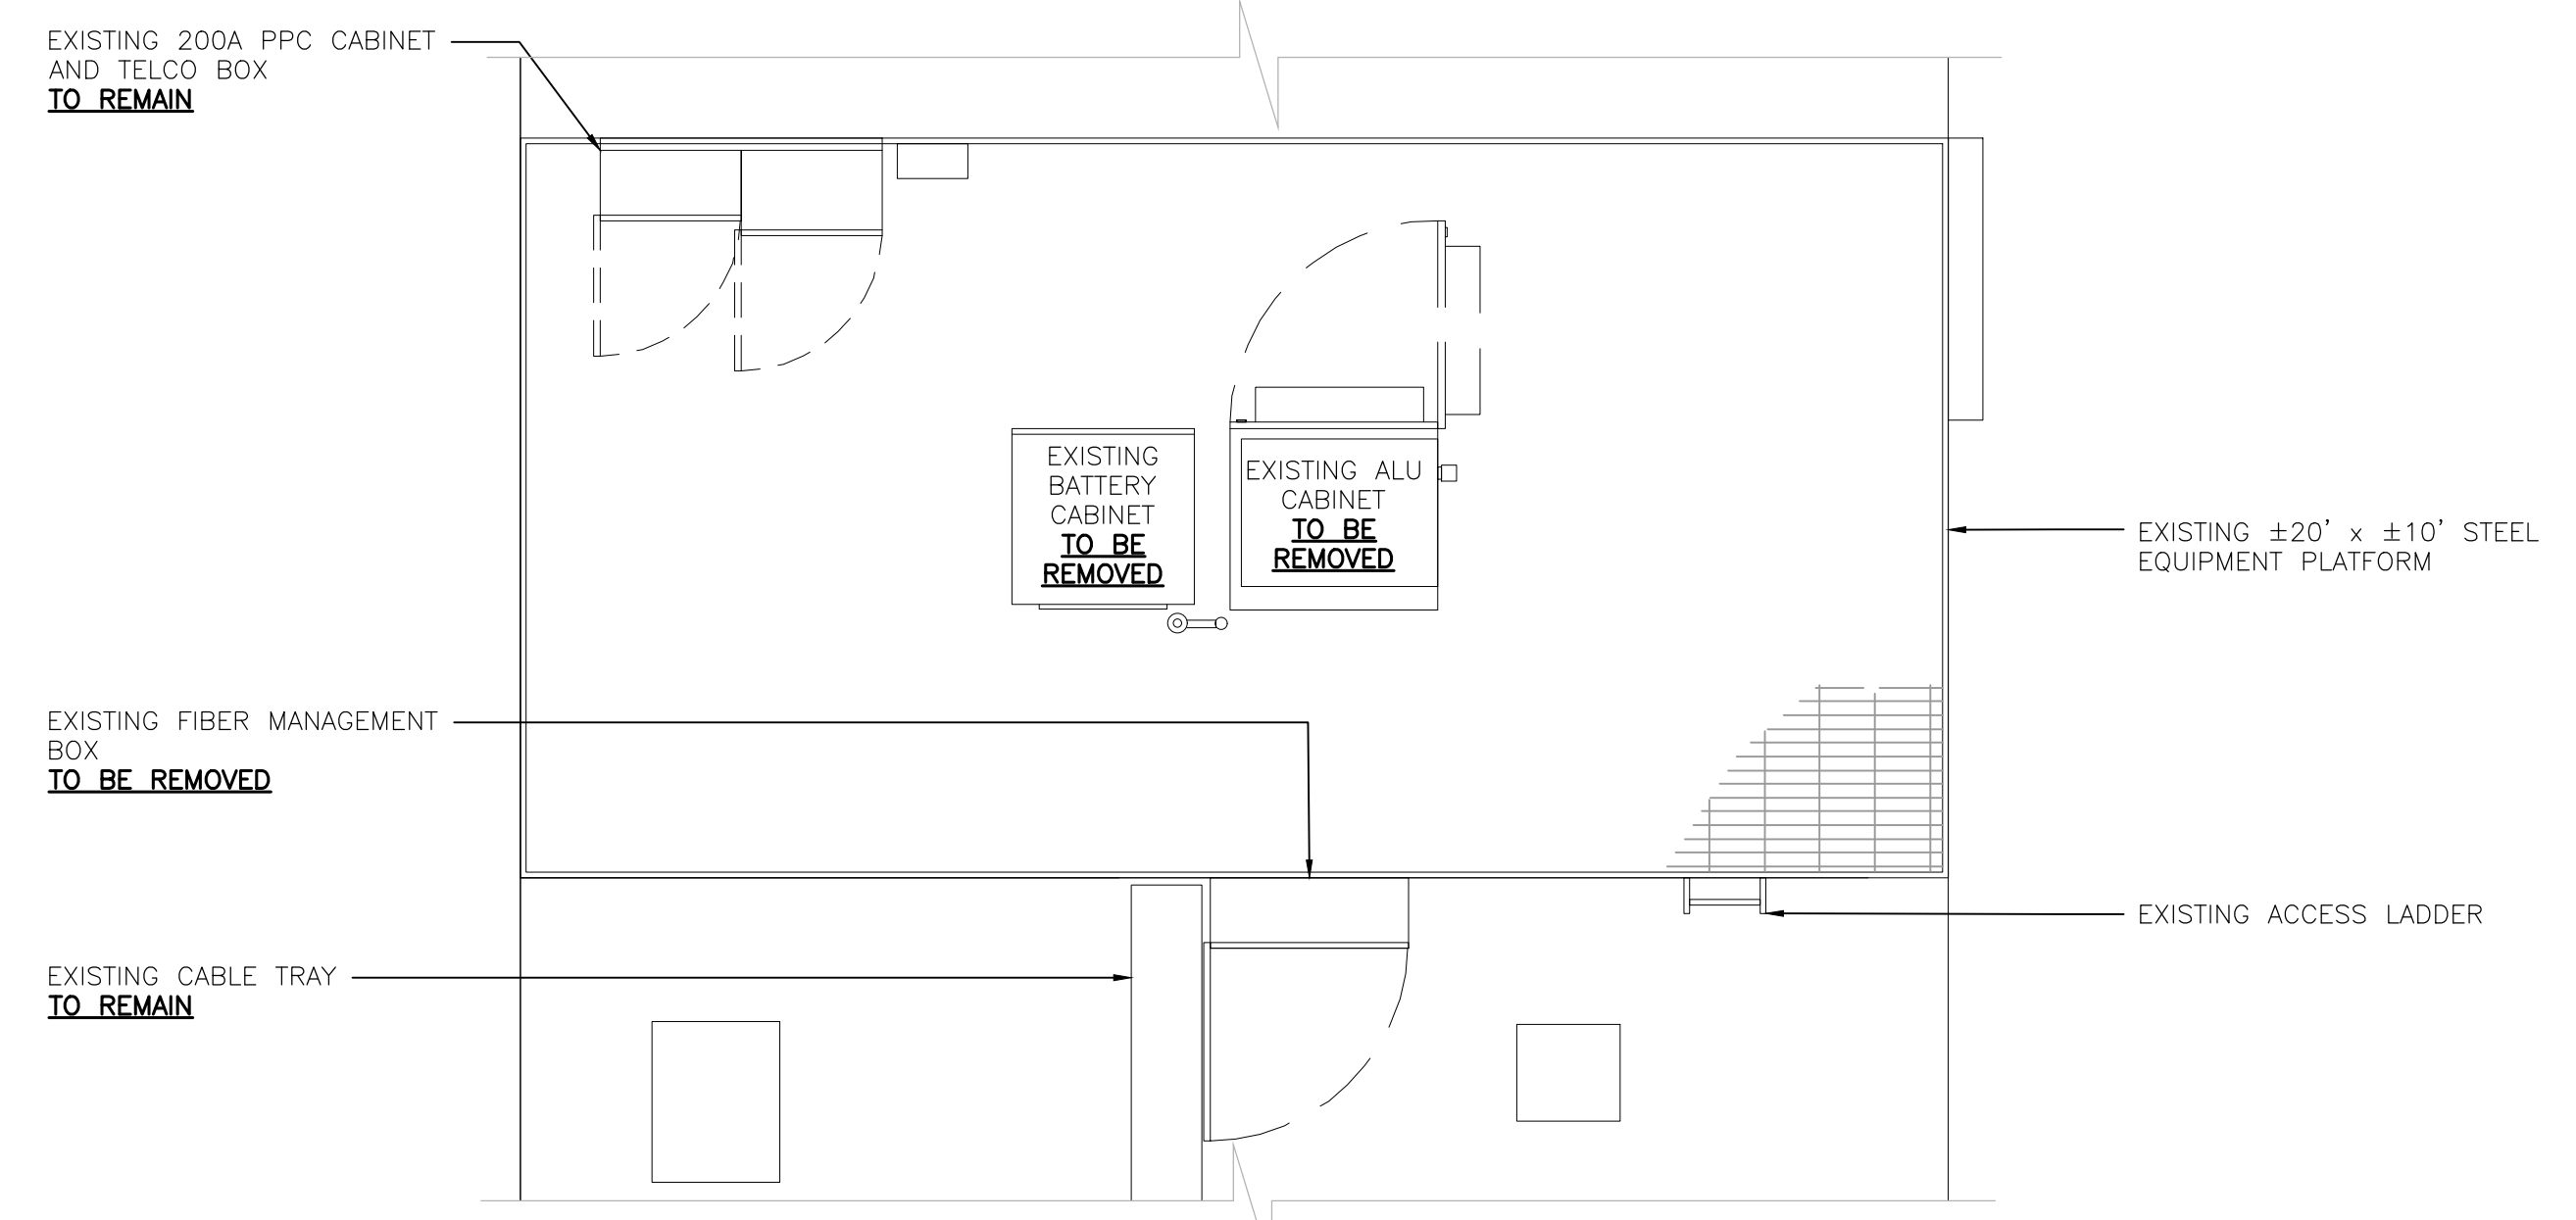 EXISTING 200A PPC CABINET
AND TELCO BOX
TO REMAIN
EXISTING
BATTERY
CABINET
TO BE
REMOVED
EXISTING ALU
CABINET
TO BE
REMOVED
EXISTING ±20' x ±10' STEEL
EQUIPMENT PLATFORM
EXISTING FIBER MANAGEMENT
BOX
TO BE REMOVED
EXISTING ACCESS LADDER
EXISTING CABLE TRAY
TO REMAIN